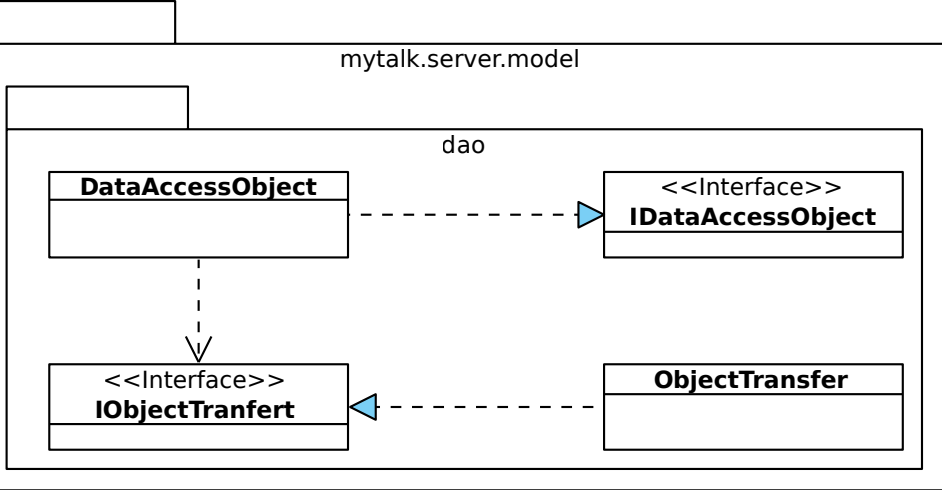 mytalk.server.model
dao
DataAccessObject
<<Interface>>
IDataAccessObject
<<Interface>>
IObjectTranfert
ObjectTransfer